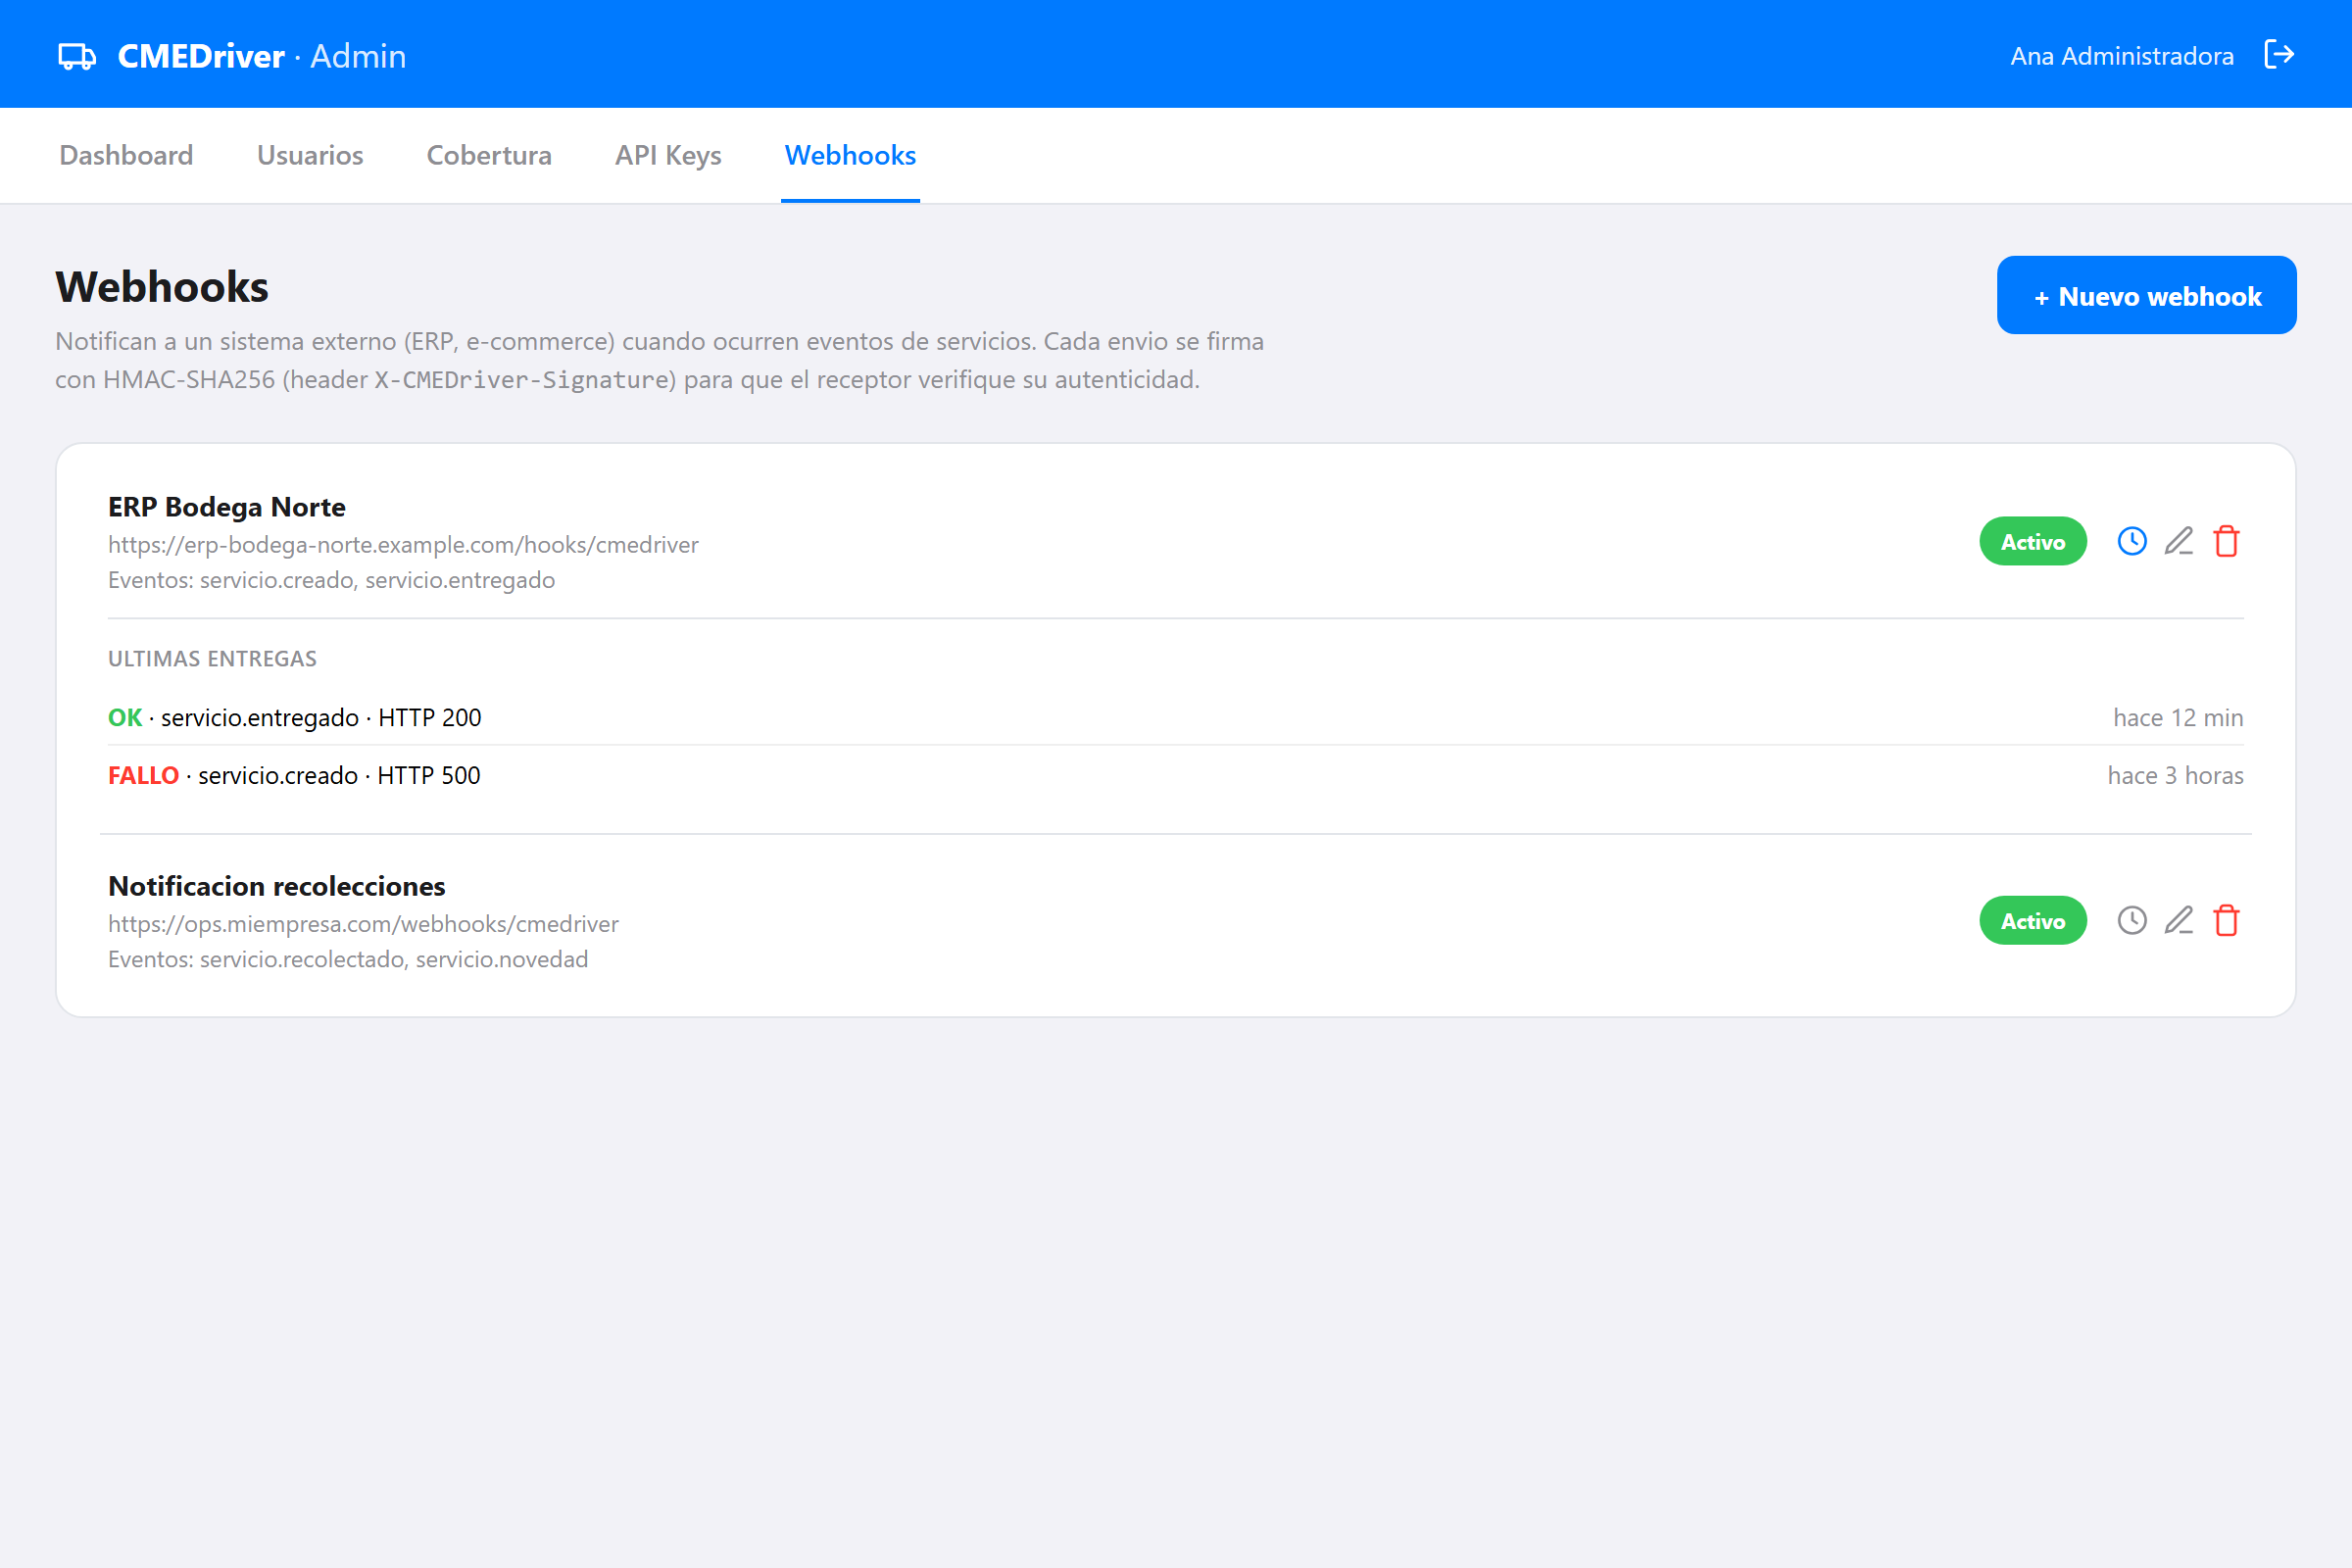 CMEDriver · Admin
Ana Administradora
Dashboard
Usuarios
Cobertura
API Keys
Webhooks
Webhooks
+ Nuevo webhook
Notifican a un sistema externo (ERP, e-commerce) cuando ocurren eventos de servicios. Cada envio se firma
con HMAC-SHA256 (header X-CMEDriver-Signature) para que el receptor verifique su autenticidad.
ERP Bodega Norte
https://erp-bodega-norte.example.com/hooks/cmedriver
Eventos: servicio.creado, servicio.entregado
Activo
ULTIMAS ENTREGAS
OK · servicio.entregado · HTTP 200
hace 12 min
FALLO · servicio.creado · HTTP 500
hace 3 horas
Notificacion recolecciones
https://ops.miempresa.com/webhooks/cmedriver
Eventos: servicio.recolectado, servicio.novedad
Activo